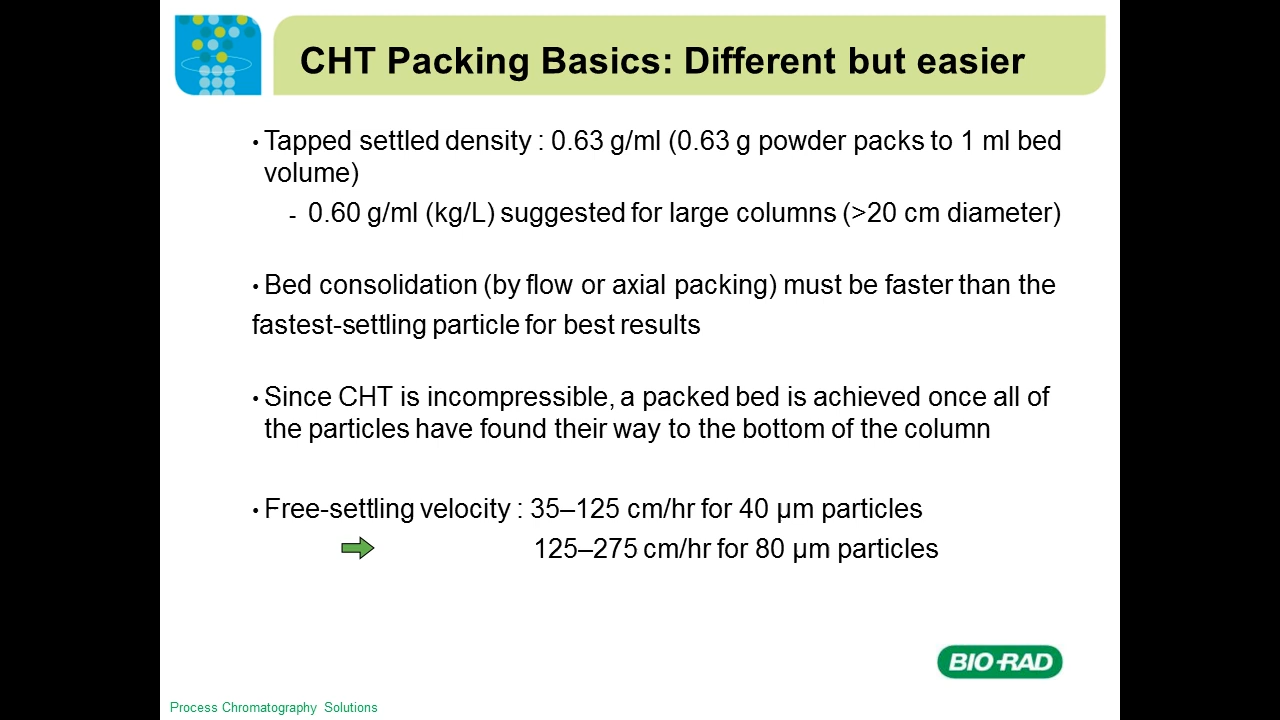 CHT Packing Basics: Different but easier
• Tapped settled density : 0.63 g/ml (0.63 g powder packs to 1 ml bed
volume)
- 0.60 g/ml (kg/L) suggested for large columns (>20 cm diameter)
• Bed consolidation (by flow or axial packing) must be faster than the
fastest-settling particle for best results
• Since CHT is incompressible, a packed bed is achieved once all of
the particles have found their way to the bottom of the column
• Free-settling velocity : 35–125 cm/hr for 40 µm particles
125–275 cm/hr for 80 µm particles
BIO-RAD
Process Chromatography Solutions